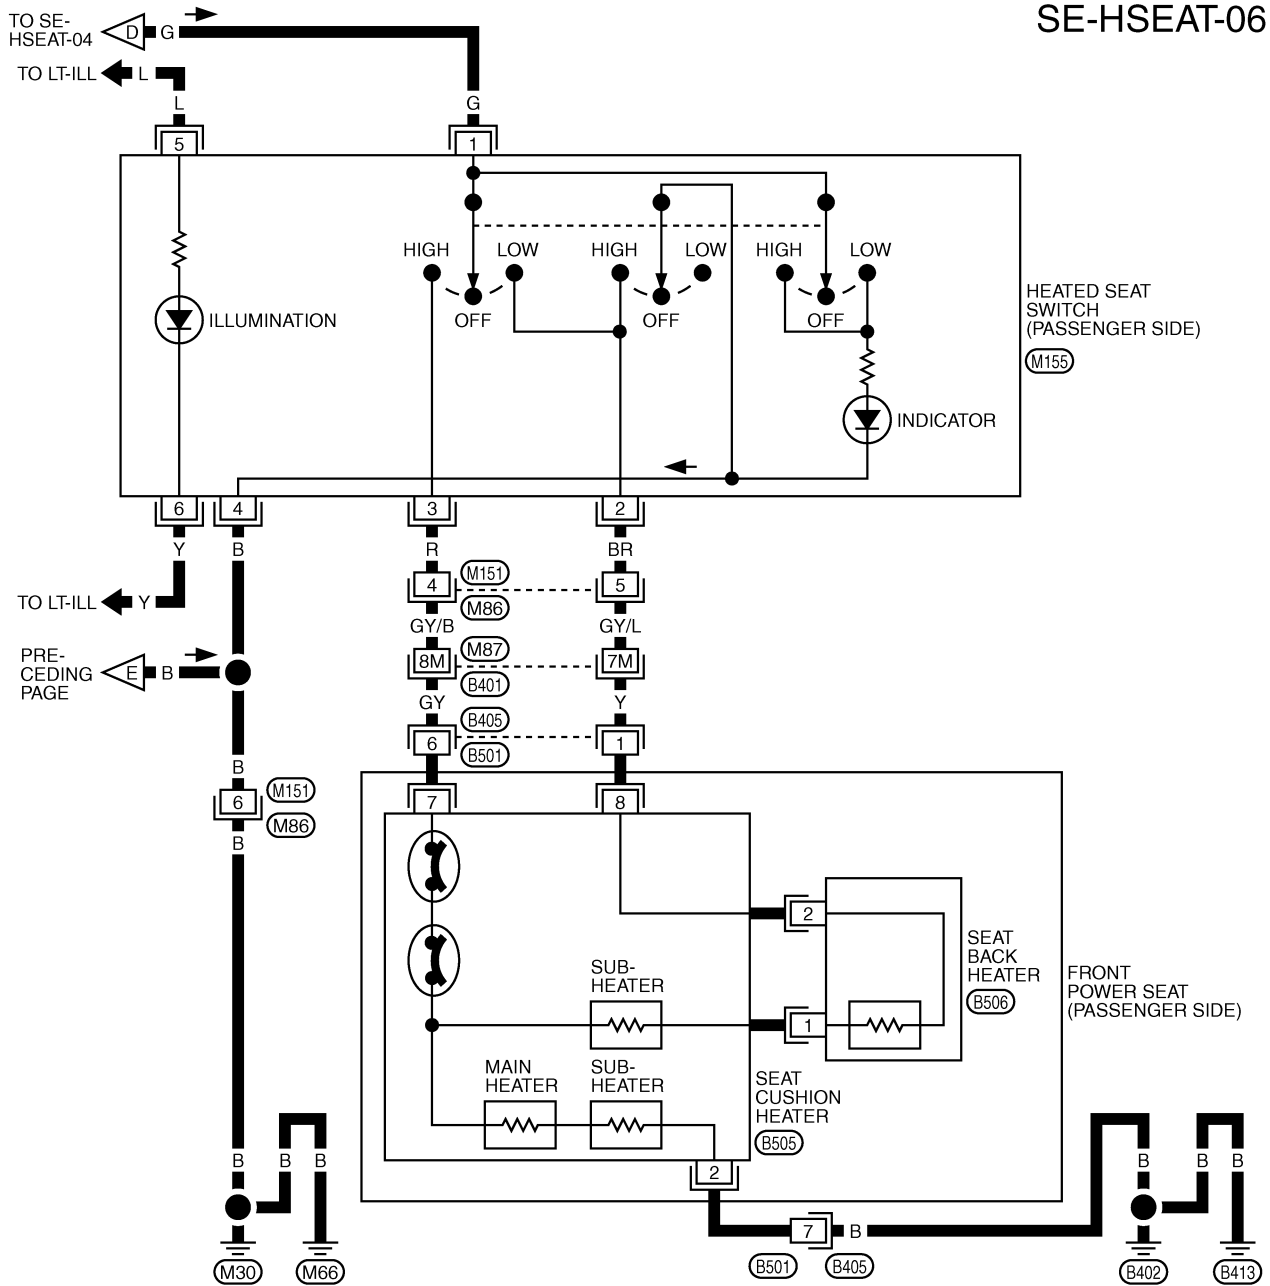 SE-HSEAT-06
TO SE-
HSEAT-04
D
G
TO LT-ILL
L
L
G
5
1
HIGH
LOW
OFF
HIGH
LOW
OFF
HIGH
LOW
OFF
ILLUMINATION
HEATED SEAT
SWITCH
(PASSENGER SIDE)
M155
INDICATOR
6
4
3
2
Y
B
R
BR
4
M151
5
M86
TO LT-ILL
Y
GY/B
GY/L
PRE-
CEDING
PAGE
E
B
8M
M87
7M
B401
GY
Y
6
B405
1
B501
B
6
M151
M86
B
7
8
2
SEAT
BACK
HEATER
B506
SUB-
HEATER
1
FRONT
POWER SEAT
(PASSENGER SIDE)
MAIN
HEATER
SUB-
HEATER
SEAT
CUSHION
HEATER
B505
2
B
B
B
B
B
B
7
B
B501
B405
M30
M66
B402
B413